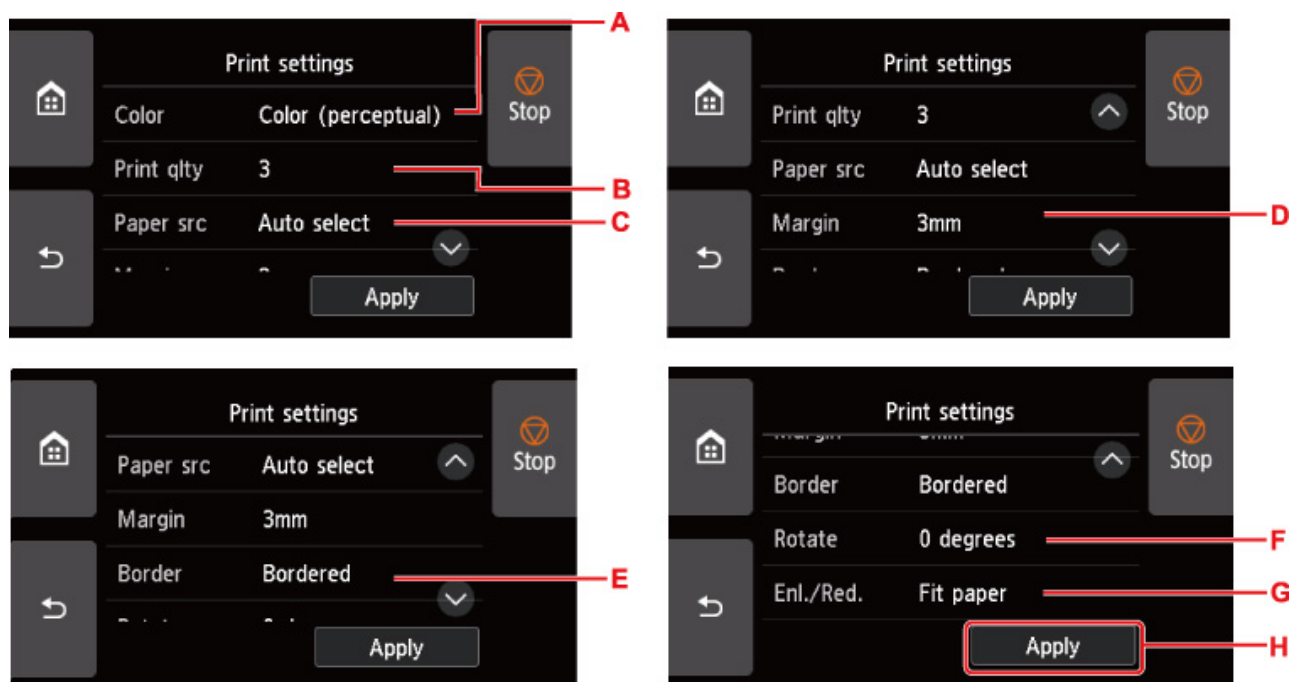 A
Print settings
Color Color (perceptual)
Stop
Print qlty 3
B
Paper src Auto select
C
Apply
Print settings
Print qlty 3
Stop
Paper src Auto select
Margin 3mm
D
Apply
Print settings
Paper src Auto select
Stop
Margin 3mm
Border Bordered
E
Apply
Print settings
Stop
Border Bordered
Rotate 0 degrees
F
Enl./Red. Fit paper
G
Apply
H